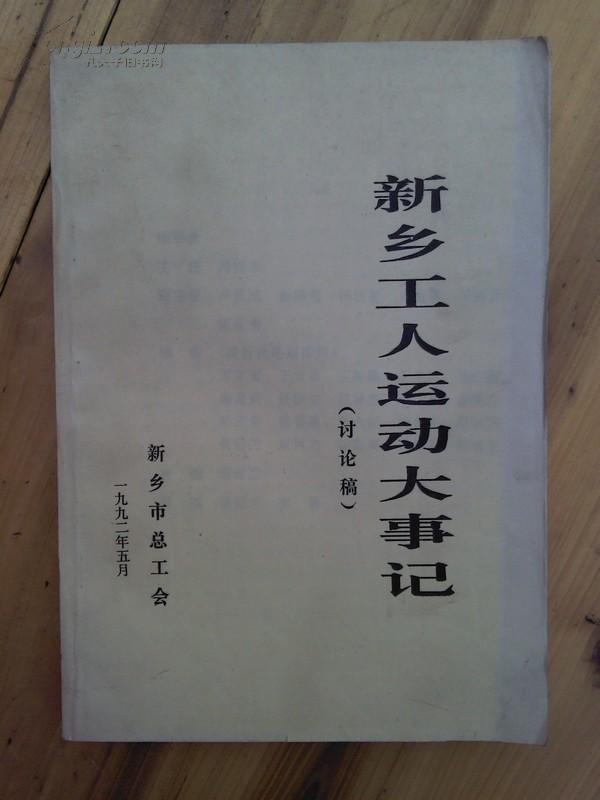 新乡工人运动大事记
(讨论稿)
新乡市总工会
一九九二年五月